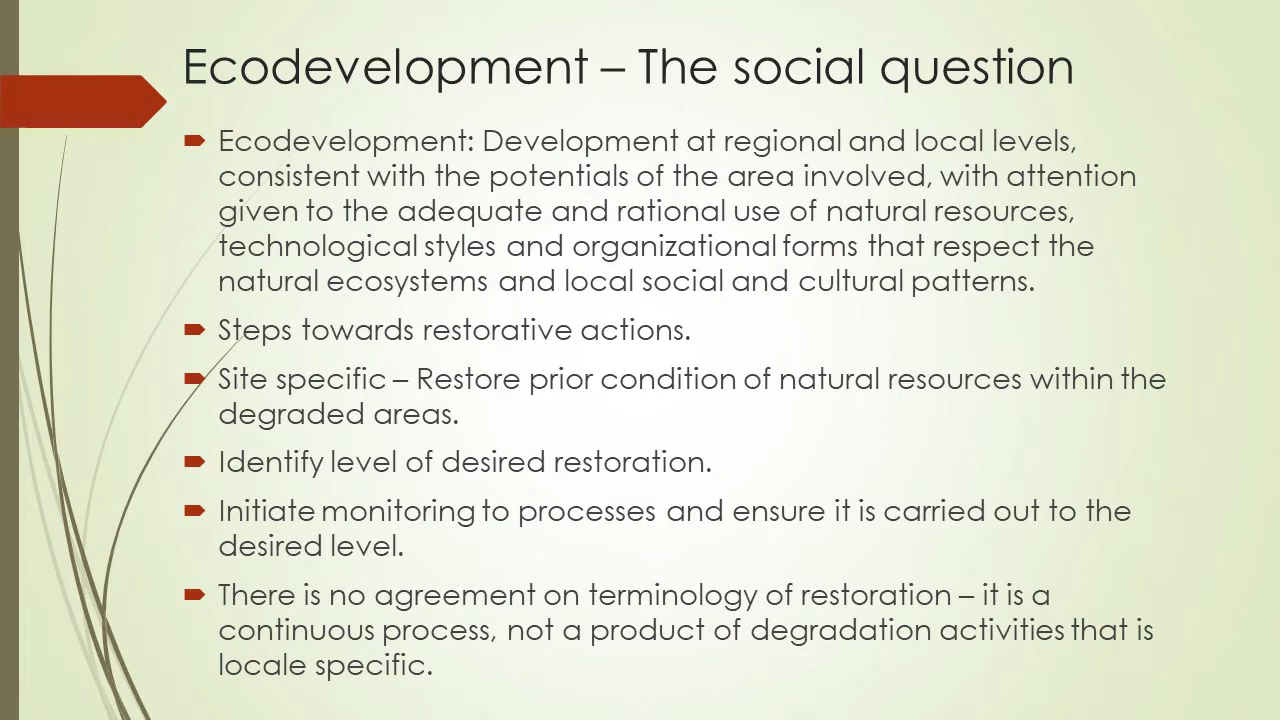 Ecodevelopment – The social question
Ecodevelopment: Development at regional and local levels,
consistent with the potentials of the area involved, with attention
given to the adequate and rational use of natural resources,
technological styles and organizational forms that respect the
natural ecosystems and local social and cultural patterns.
Steps towards restorative actions.
Site specific – Restore prior condition of natural resources within the
degraded areas.
Identify level of desired restoration.
Initiate monitoring to processes and ensure it is carried out to the
desired level.
There is no agreement on terminology of restoration – it is a
continuous process, not a product of degradation activities that is
locale specific.